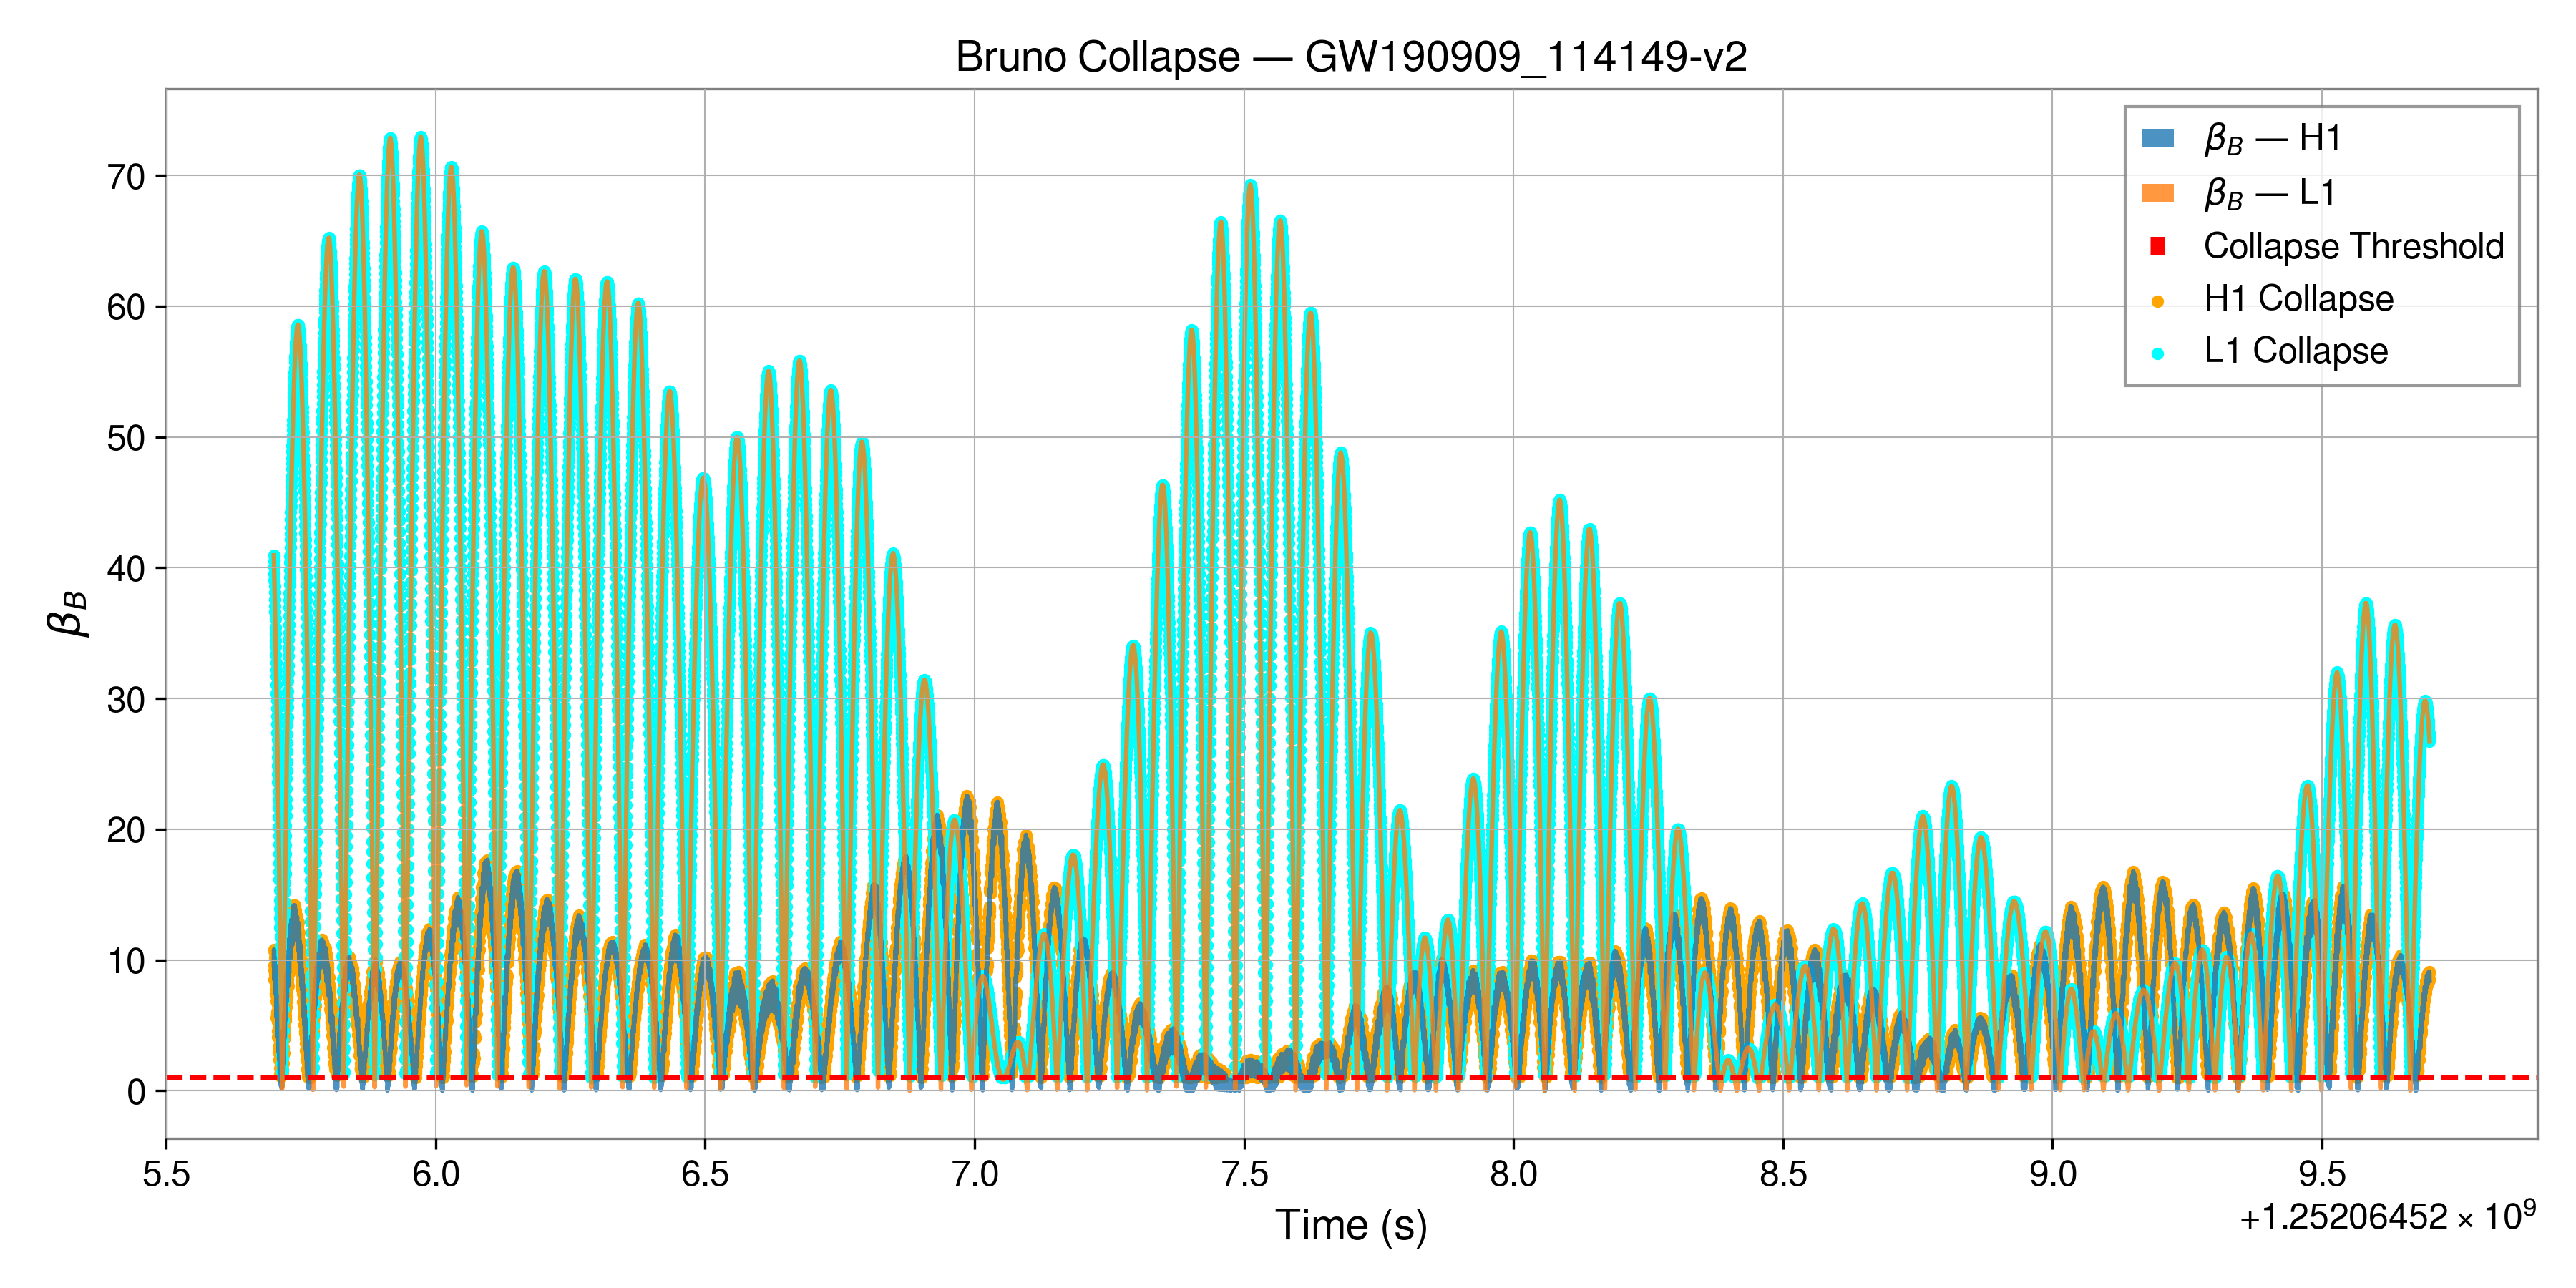 Bruno Collapse — GW190909_114149-v2
β_B — H1
β_B — L1
Collapse Threshold
H1 Collapse
L1 Collapse
70
60
50
40
30
20
10
0
β_B
5.5 6.0 6.5 7.0 7.5 8.0 8.5 9.0 9.5
Time (s)
+1.25206452 × 10⁹